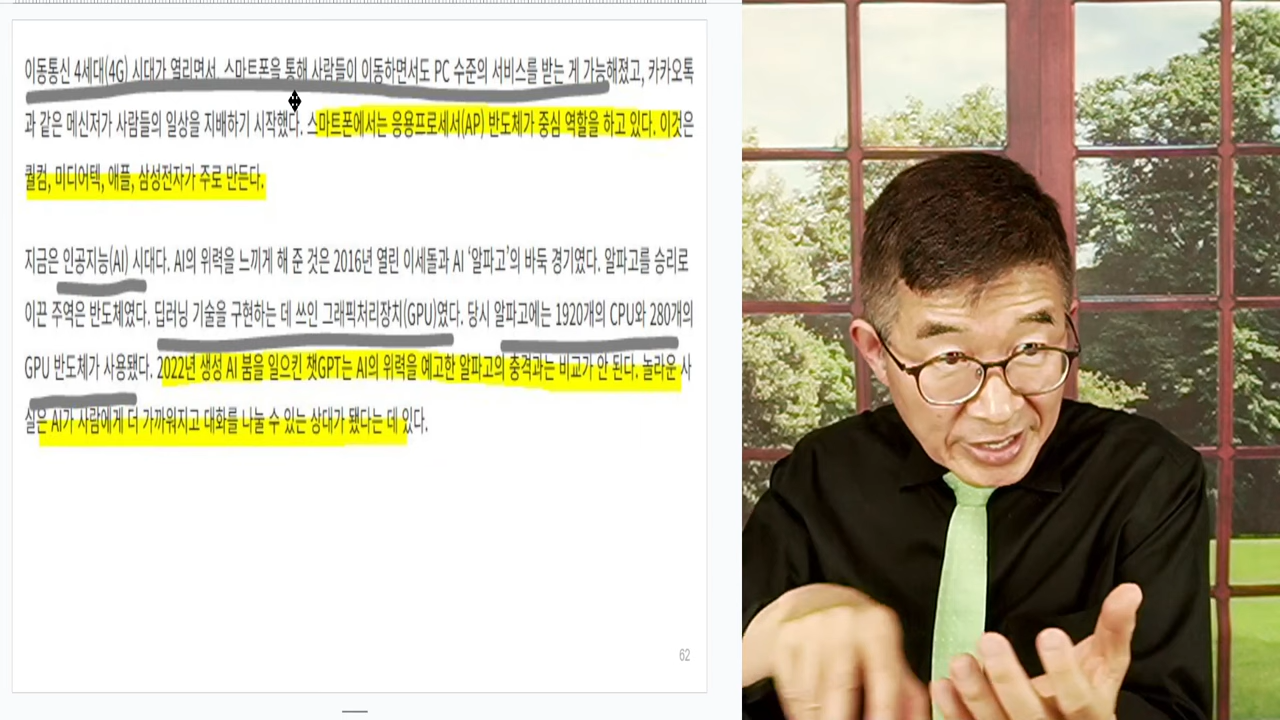 이동통신 4세대(4G) 시대가 열리면서, 스마트폰을 통해 사람들이 이동하면서도 PC 수준의 서비스를 받는 게 가능해졌고, 카카오톡
과 같은 메신저가 사람들의 일상을 지배하기 시작했다. 스마트폰에서는 응용프로세서(AP) 반도체가 중심 역할을 하고 있다. 이것은
퀄컴, 미디어텍, 애플, 삼성전자가 주로 만든다.
지금은 인공지능(AI) 시대다. AI의 위력을 느끼게 해 준 것은 2016년 열린 이세돌과 AI ‘알파고’의 바둑 경기였다. 알파고를 승리로
이끈 주역은 반도체였다. 딥러닝 기술을 구현하는 데 쓰인 그래픽처리장치(GPU)였다. 당시 알파고에는 1920개의 CPU와 280개의
GPU 반도체가 사용됐다. 2022년 생성 AI 붐을 일으킨 챗GPT는 AI의 위력을 예고한 알파고의 충격과는 비교가 안 된다. 놀라운 사
실은 AI가 사람에게 더 가까워지고 대화를 나눌 수 있는 상대가 됐다는 데 있다.
62